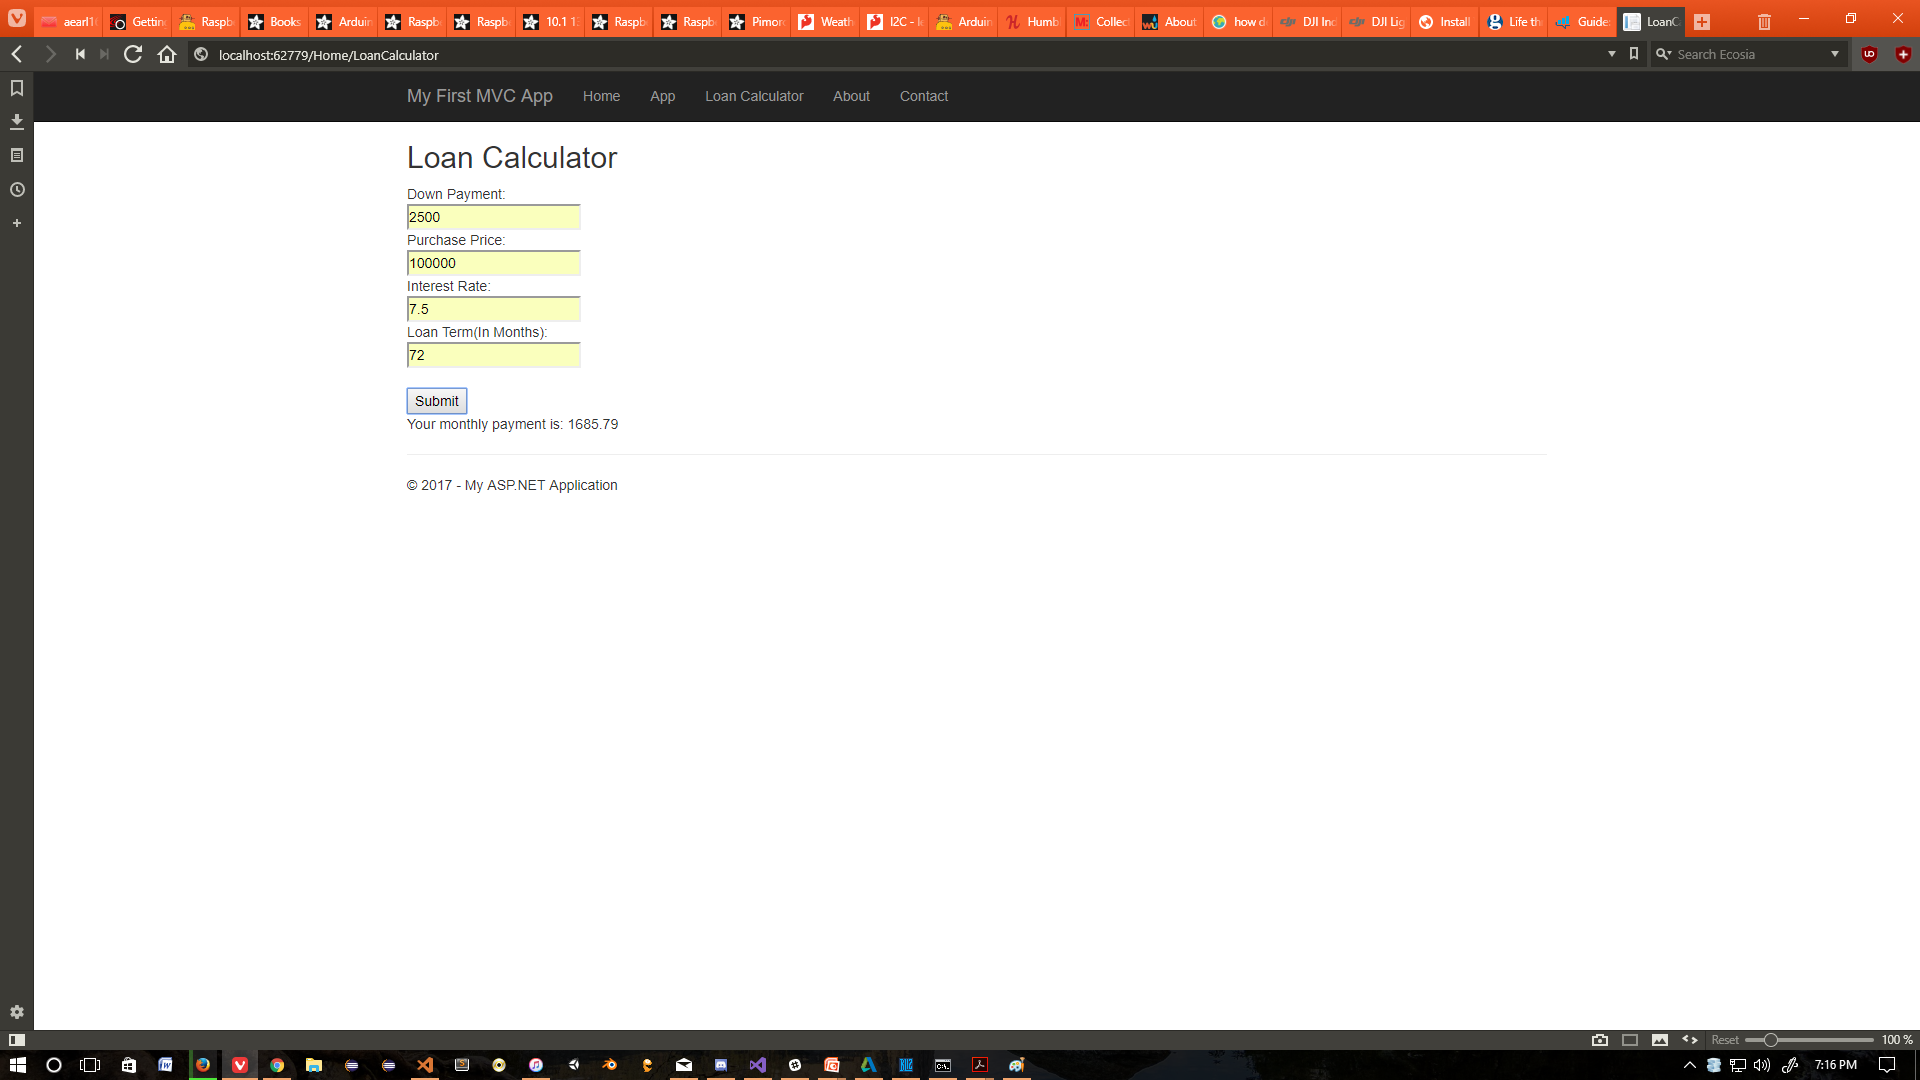 aearl16
Gettin
Raspb
Books
Arduin
Raspb
Raspb
10.1 1
Raspb
Raspb
Pimor
Weath
I2C - le
Arduin
Humb
Collect
About
how d
DJI Ind
DJI Lig
Install
Life th
Guide
LoanC
localhost:62779/Home/LoanCalculator
Search Ecosia
My First MVC App Home App Loan Calculator About Contact
Loan Calculator
Down Payment:
2500
Purchase Price:
100000
Interest Rate:
7.5
Loan Term(In Months):
72
Submit
Your monthly payment is: 1685.79
© 2017 - My ASP.NET Application
Reset 100 %
7:16 PM